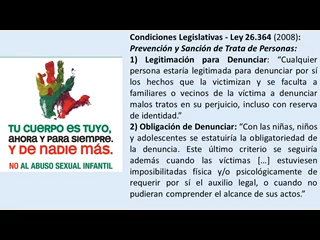 Condiciones Legislativas - Ley 26.364 (2008):
Prevención y Sanción de Trata de Personas:
1) Legitimación para Denunciar: “Cualquier
persona estaría legitimada para denunciar por sí
los hechos que la victimizan y se faculta a
familiares o vecinos de la víctima a denunciar
malos tratos en su perjuicio, incluso con reserva
de identidad.”
2) Obligación de Denunciar: “Con las niñas, niños
y adolescentes se estatuiría la obligatoriedad de
la denuncia. Este último criterio se seguiría
además cuando las víctimas […] estuviesen
imposibilitadas física y/o psicológicamente de
requerir por sí el auxilio legal, o cuando no
pudieran comprender el alcance de sus actos.”
TU CUERPO ES TUYO,
AHORA Y PARA SIEMPRE.
Y DE NADIE MÁS.
NO AL ABUSO SEXUAL INFANTIL